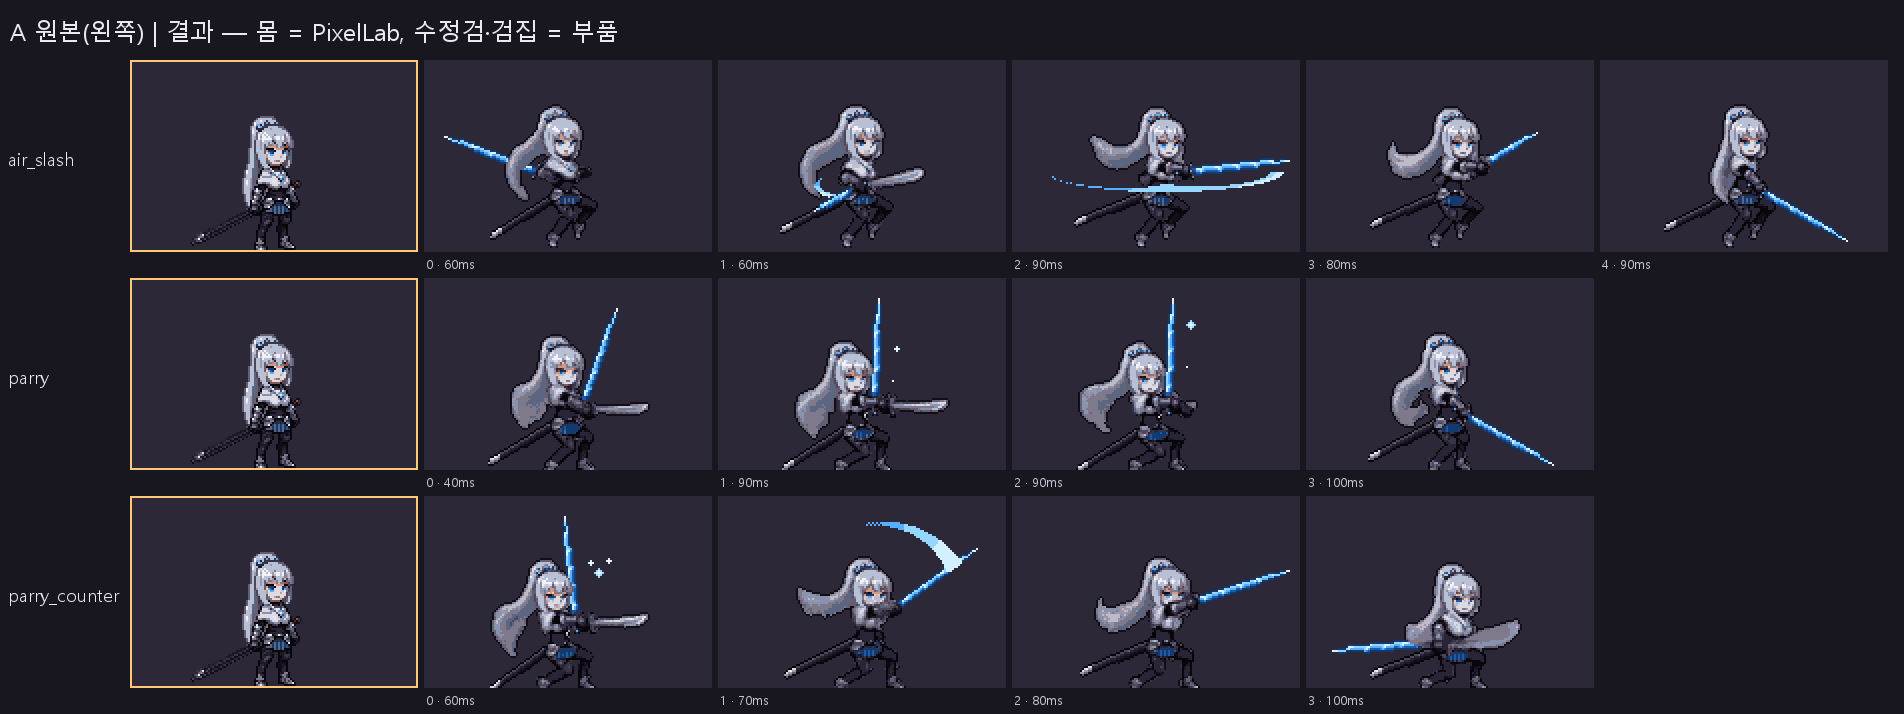 A 원본(왼쪽) | 결과 — 몸 = PixelLab, 수정검·검집 = 부품
air_slash
0 · 60ms
1 · 60ms
2 · 90ms
3 · 80ms
4 · 90ms
parry
0 · 40ms
1 · 90ms
2 · 90ms
3 · 100ms
parry_counter
0 · 60ms
1 · 70ms
2 · 80ms
3 · 100ms